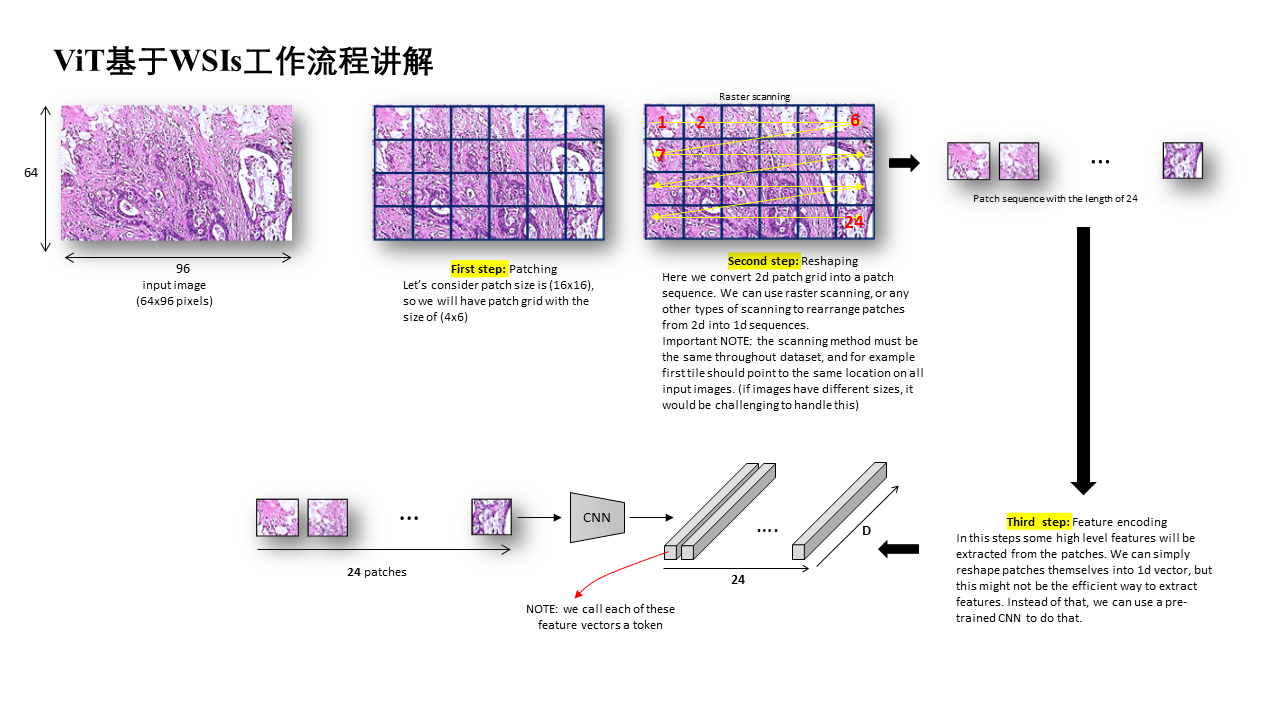 ViT基于WSIs工作流程讲解
64
96
input image
(64x96 pixels)
First step: Patching
Let's consider patch size is (16x16),
so we will have patch grid with the
size of (4x6)
Raster scanning
1
2
6
7
24
Second step: Reshaping
Here we convert 2d patch grid into a patch
sequence. We can use raster scanning, or any
other types of scanning to rearrange patches
from 2d into 1d sequences.
Important NOTE: the scanning method must be
the same throughout dataset, and for example
first tile should point to the same location on all
input images. (if images have different sizes, it
would be challenging to handle this)
...
Patch sequence with the length of 24
Third step: Feature encoding
In this steps some high level features will be
extracted from the patches. We can simply
reshape patches themselves into 1d vector, but
this might not be the efficient way to extract
features. Instead of that, we can use a pre-
trained CNN to do that.
...
24 patches
CNN
....
D
24
NOTE: we call each of these
feature vectors a token